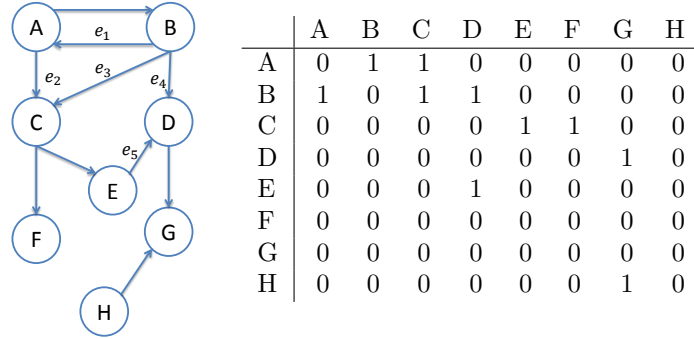 A B
e₁
e₂ e₃ e₄
C D
e₅
E
F G
H
A B C D E F G H
A 0 1 1 0 0 0 0 0
B 1 0 1 1 0 0 0 0
C 0 0 0 0 1 1 0 0
D 0 0 0 0 0 0 1 0
E 0 0 0 1 0 0 0 0
F 0 0 0 0 0 0 0 0
G 0 0 0 0 0 0 0 0
H 0 0 0 0 0 0 1 0